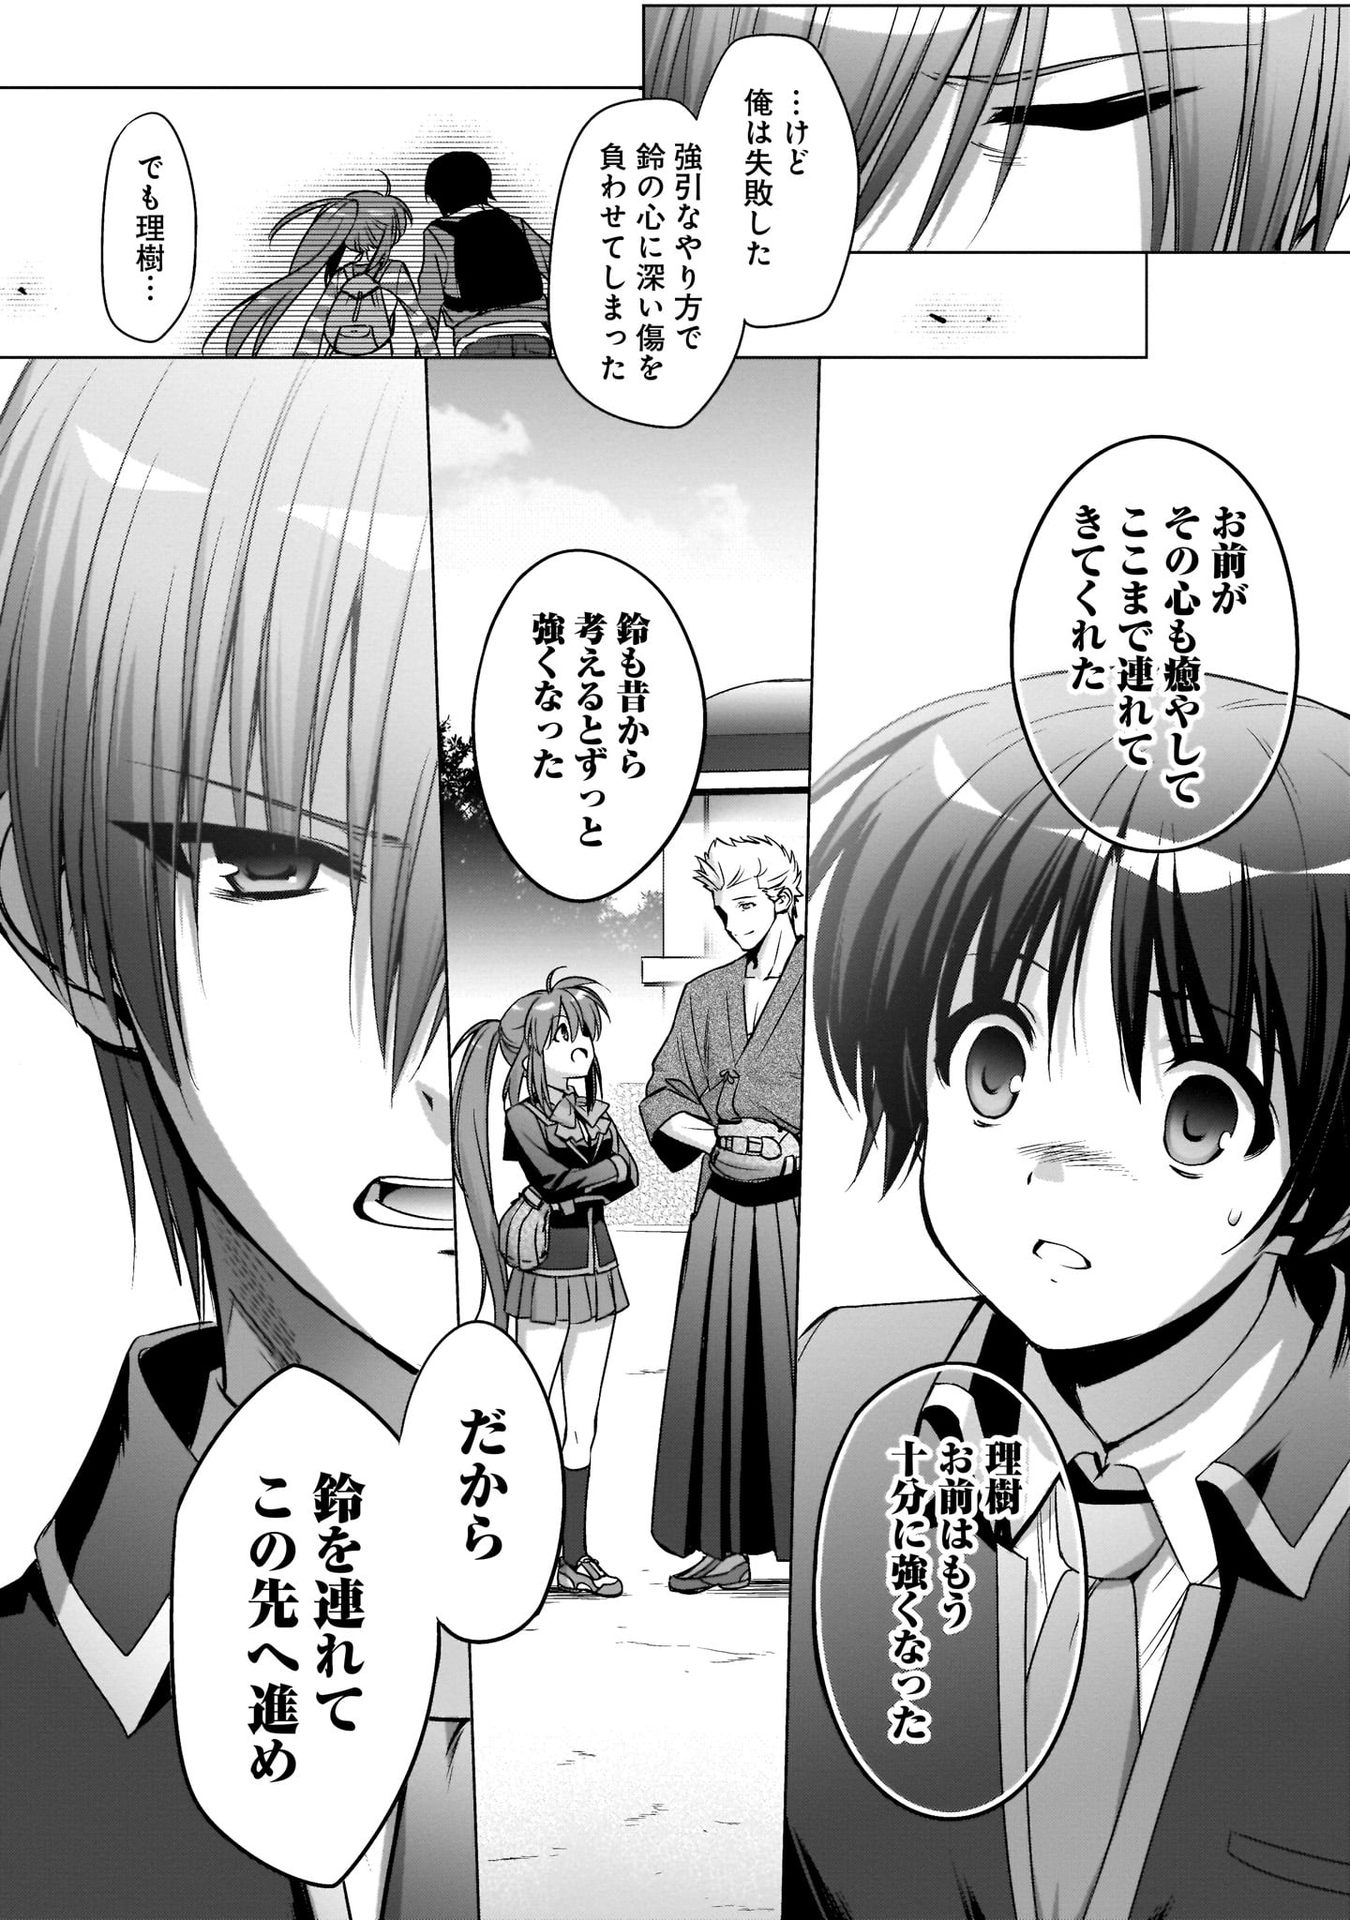 …けど
俺は失敗した
強引なやり方で
鈴の心に深い傷を
負わせてしまった
でも理樹…
お前が
その心も癒やして
ここまで連れて
きてくれた
理樹
お前はもう
十分に強くなった
鈴も昔から
考えるとずっと
強くなった
だから
鈴を連れて
この先へ進め